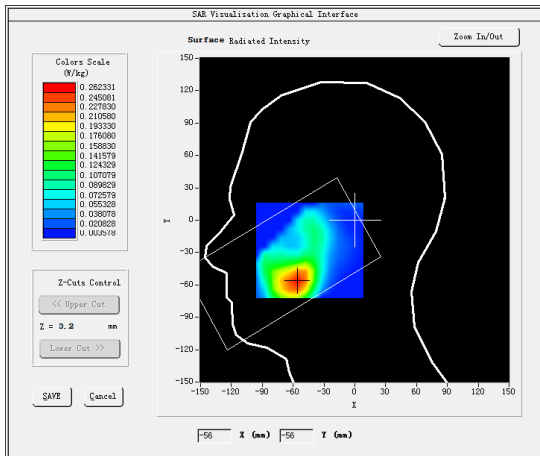 SAR Visualisation Graphical Interface
Surface Radiated Intensity
Zoom In/Out
Colors Scale
(W/kg)
0.262331
0.245081
0.227830
0.210580
0.193330
0.176080
0.158830
0.141579
0.124329
0.107079
0.089829
0.072579
0.055328
0.038078
0.020828
0.003578
Z-Cuts Control
<< Upper Cut
Z = 0.2 mm
Lower Cut >>
SAVE
Cancel
150
120
90
60
30
0
-30
-60
-90
-120
-150
Y
-150 -120 -90 -60 -30 0 30 60 90 120 150
X
-56 X (mm) -56 Y (mm)